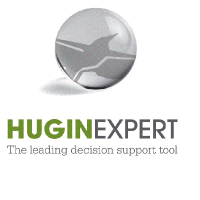 HUGINEXPERT
The leading decision support tool